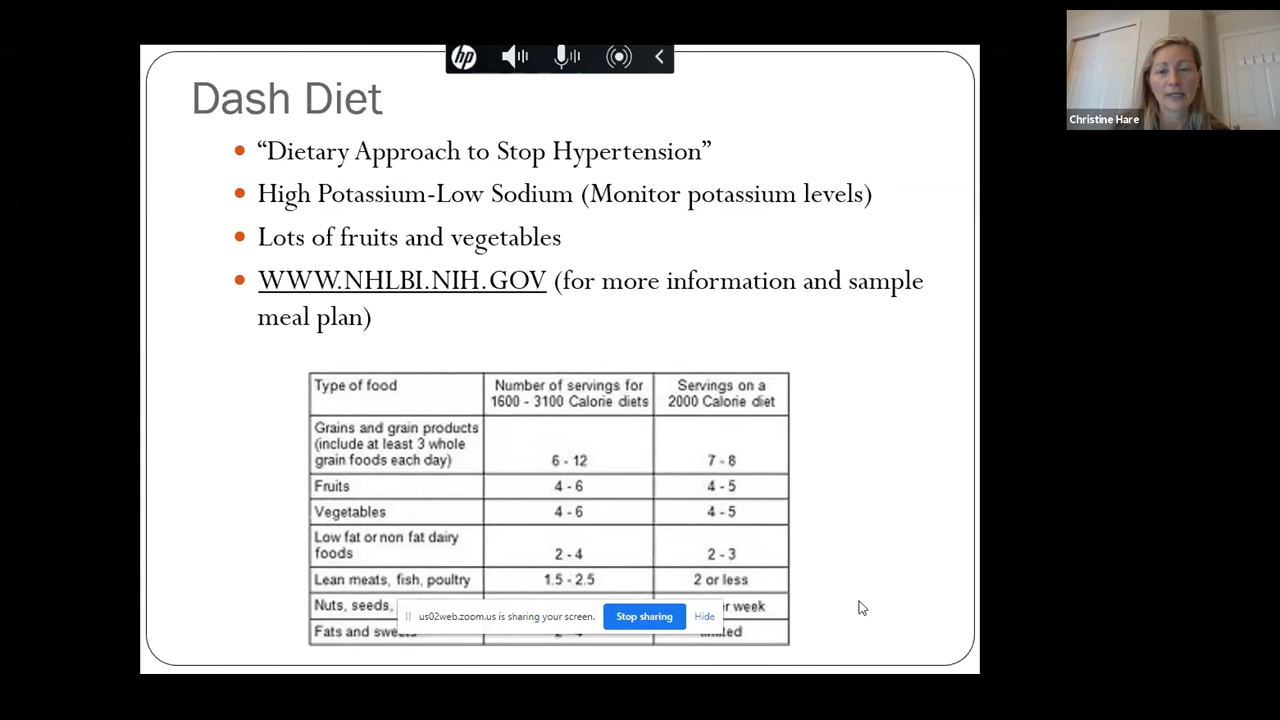 hp
Dash Diet
Christine Hare
“Dietary Approach to Stop Hypertension”
High Potassium-Low Sodium (Monitor potassium levels)
Lots of fruits and vegetables
WWW.NHLBI.NIH.GOV (for more information and sample
meal plan)
Type of food
Number of servings for
1600 - 3100 Calorie diets
Servings on a
2000 Calorie diet
Grains and grain products
(include at least 3 whole
grain foods each day)
6 - 12
7 - 8
Fruits
4 - 6
4 - 5
Vegetables
4 - 6
4 - 5
Low fat or non fat dairy
foods
2 - 4
2 - 3
Lean meats, fish, poultry
1.5 - 2.5
2 or less
Nuts, seeds,
week
us02web.zoom.us is sharing your screen.
Stop sharing
Hide
Fats and